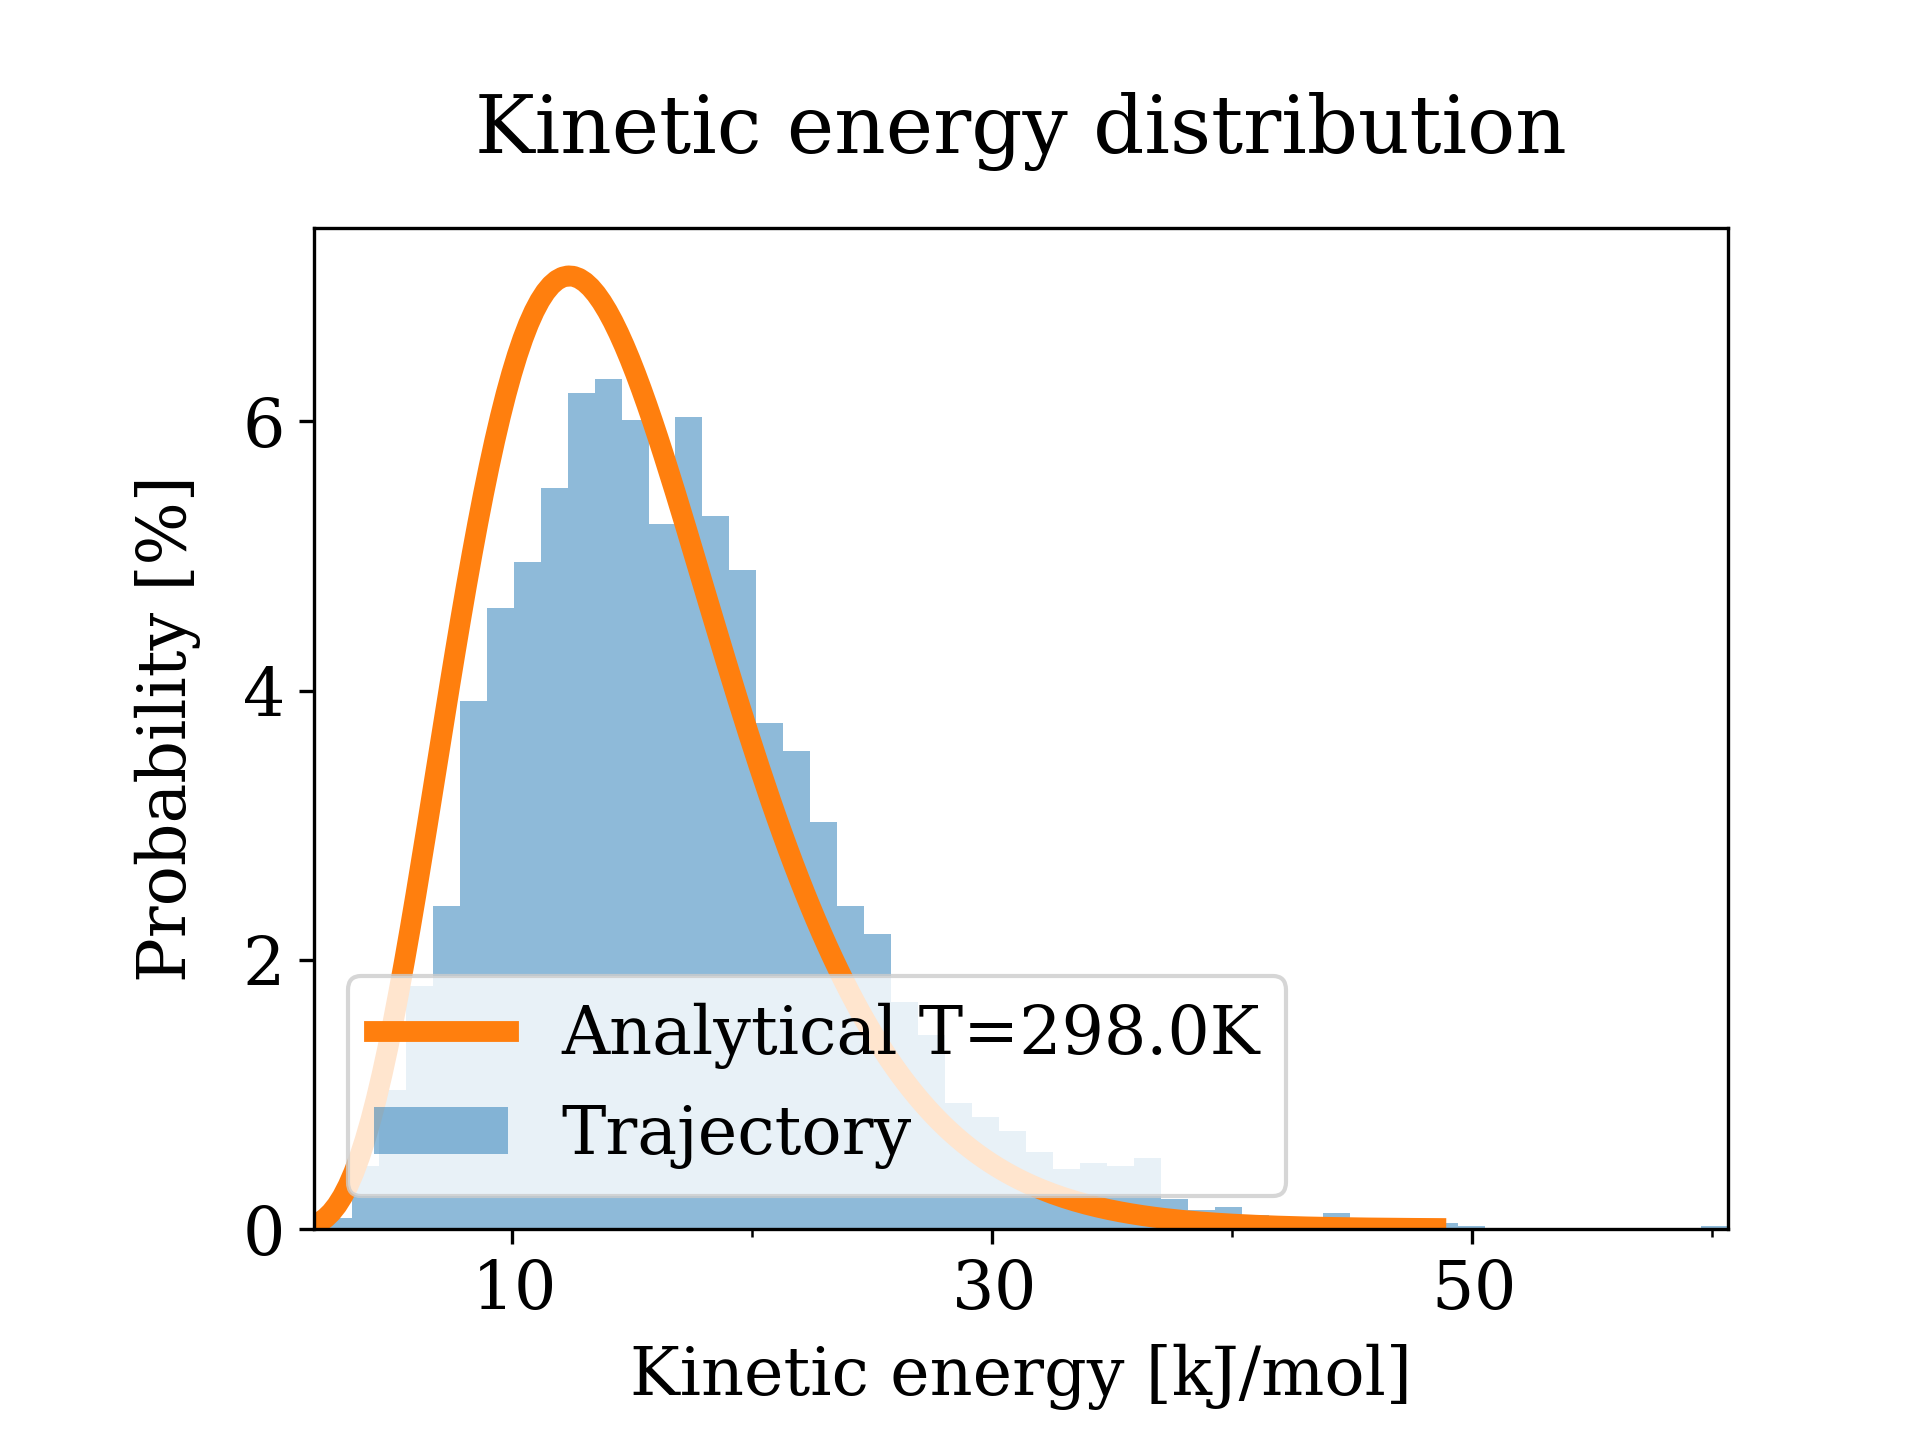 Kinetic energy distribution
Probability [%]
6
4
2
0
Analytical T=298.0K
Trajectory
10 30 50
Kinetic energy [kJ/mol]